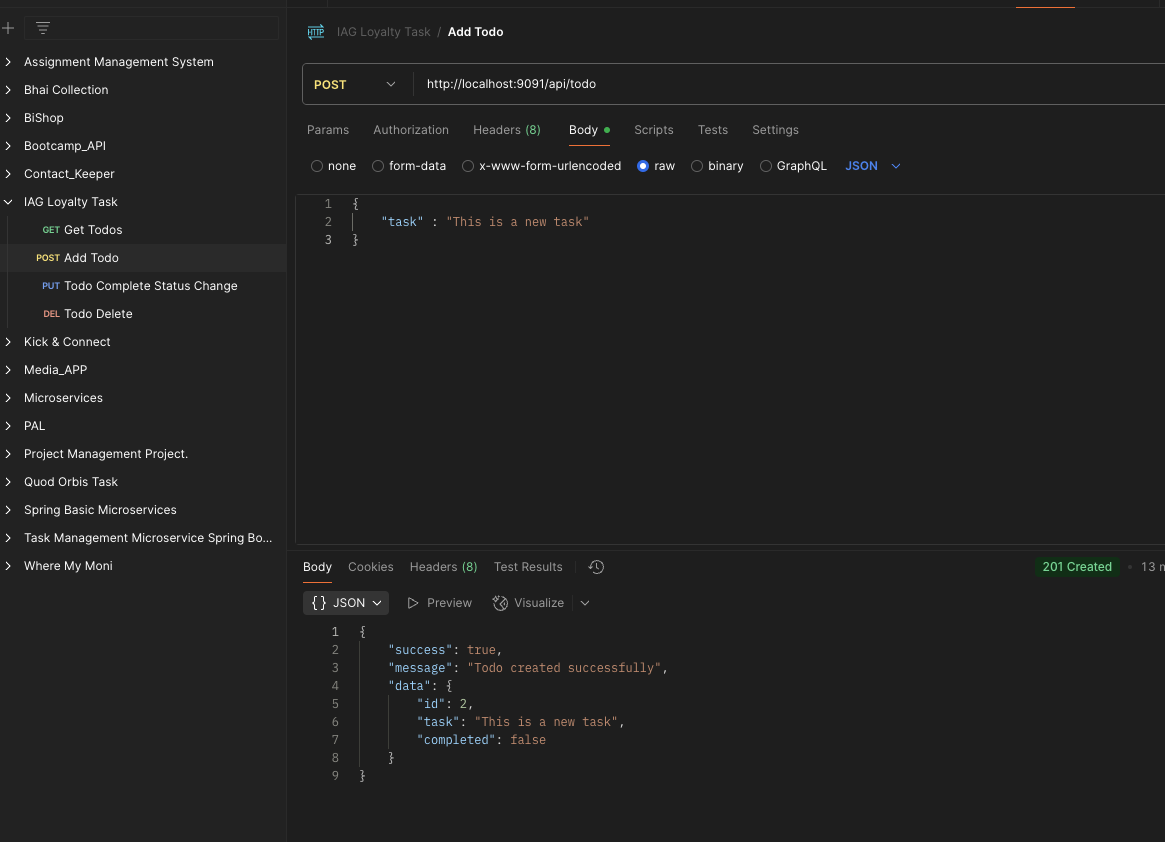 Assignment Management System
Bhai Collection
BiShop
Bootcamp_API
Contact_Keeper
IAG Loyalty Task
GET Get Todos
POST Add Todo
PUT Todo Complete Status Change
DEL Todo Delete
Kick & Connect
Media_APP
Microservices
PAL
Project Management Project.
Quod Orbis Task
Spring Basic Microservices
Task Management Microservice Spring Bo...
Where My Moni
HTTP IAG Loyalty Task / Add Todo
POST http://localhost:9091/api/todo
Params Authorization Headers (8) Body Scripts Tests Settings
none form-data x-www-form-urlencoded raw binary GraphQL JSON
1 {
2 "task" : "This is a new task"
3 }
Body Cookies Headers (8) Test Results 201 Created 13
{} JSON Preview Visualize
1 {
2 "success": true,
3 "message": "Todo created successfully",
4 "data": {
5 "id": 2,
6 "task": "This is a new task",
7 "completed": false
8 }
9 }